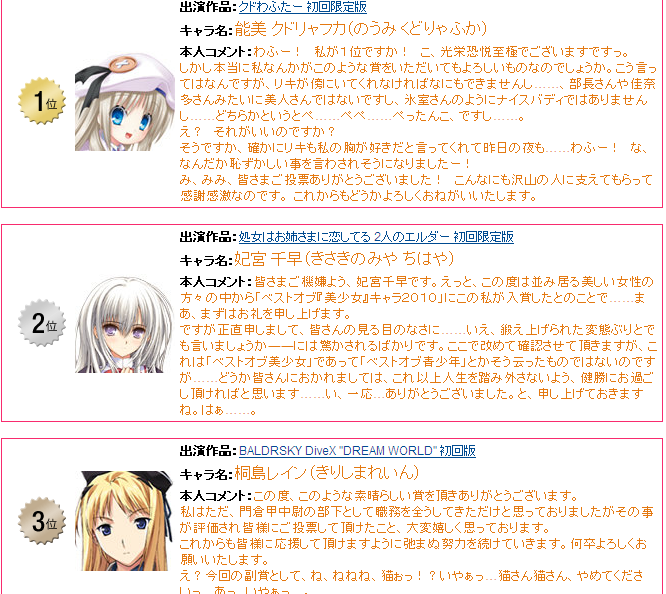 出演作品：クドわふたー 初回限定版
キャラ名：能美 クドリャフカ（のうみ くどりゃふか）
1位
本人コメント：わふー！　私が１位ですか！　こ、光栄恐悦至極でございますですっ。
しかし本当に私なんかがこのような賞をいただいてもよろしいものなのでしょうか。こう言っ
てはなんですが、リキが傍にいてくれなければなにもできませんし……、部長さんや佳奈
多さんみたいに美人さんではないですし、氷室さんのようにナイスバディではありません
し……どちらかというとぺ……ぺぺ……ぺったんこ、ですし……。
え？　それがいいのですか？
そうですか、確かにリキも私の胸が好きだと言ってくれて昨日の夜も……わふー！　な、
なんだか恥ずかしい事を言わされそうになりましたー！
み、みみ、皆さまご投票ありがとうございました！　こんなにも沢山の人に支えてもらって
感謝感激なのです。 これからもどうかよろしくおねがいいたします。
出演作品：処女はお姉さまに恋してる 2人のエルダー 初回限定版
キャラ名：妃宮 千早（きさきのみや ちはや）
2位
本人コメント：皆さまご機嫌よう、妃宮千早です。えっと、この度は並み居る美しい女性の
方々の中から「ベストオブ『美少女』キャラ２０１０」にこの私が入賞したとのことで……ま
あ、まずはお礼を申し上げます。
ですが正直申しまして、皆さんの見る目のなさに……いえ、鍛え上げられた変態ぶりとで
も言いましょうか――には驚かされるばかりです。ここで改めて確認させて頂きますが、こ
れは「ベストオブ美少女」であって「ベストオブ青少年」とかそう云ったものではないのです
が……どうか皆さんにおかれましては、これ以上人生を踏み外さないよう、健勝にお過ご
し頂ければと思います……い、一応…ありがとうございました。と、申し上げておきます
ね。はぁ……。
出演作品：BALDRSKY DiveX "DREAM WORLD" 初回版
キャラ名：桐島レイン（きりしまれいん）
3位
本人コメント：この度、このような素晴らしい賞を頂きありがとうございます。
私はただ、門倉甲中尉の部下として職務を全うしてきただけと思っておりましたがその事
が評価され皆様にご投票して頂けたこと、大変嬉しく思っております。
これからも皆様に応援して頂けますように弛まぬ努力を続けていきます。何卒よろしくお
願いいたします。
え？今回の副賞として、ね、ねねね、猫ぉっ！？いやぁっ…猫さん猫さん、やめてくださ